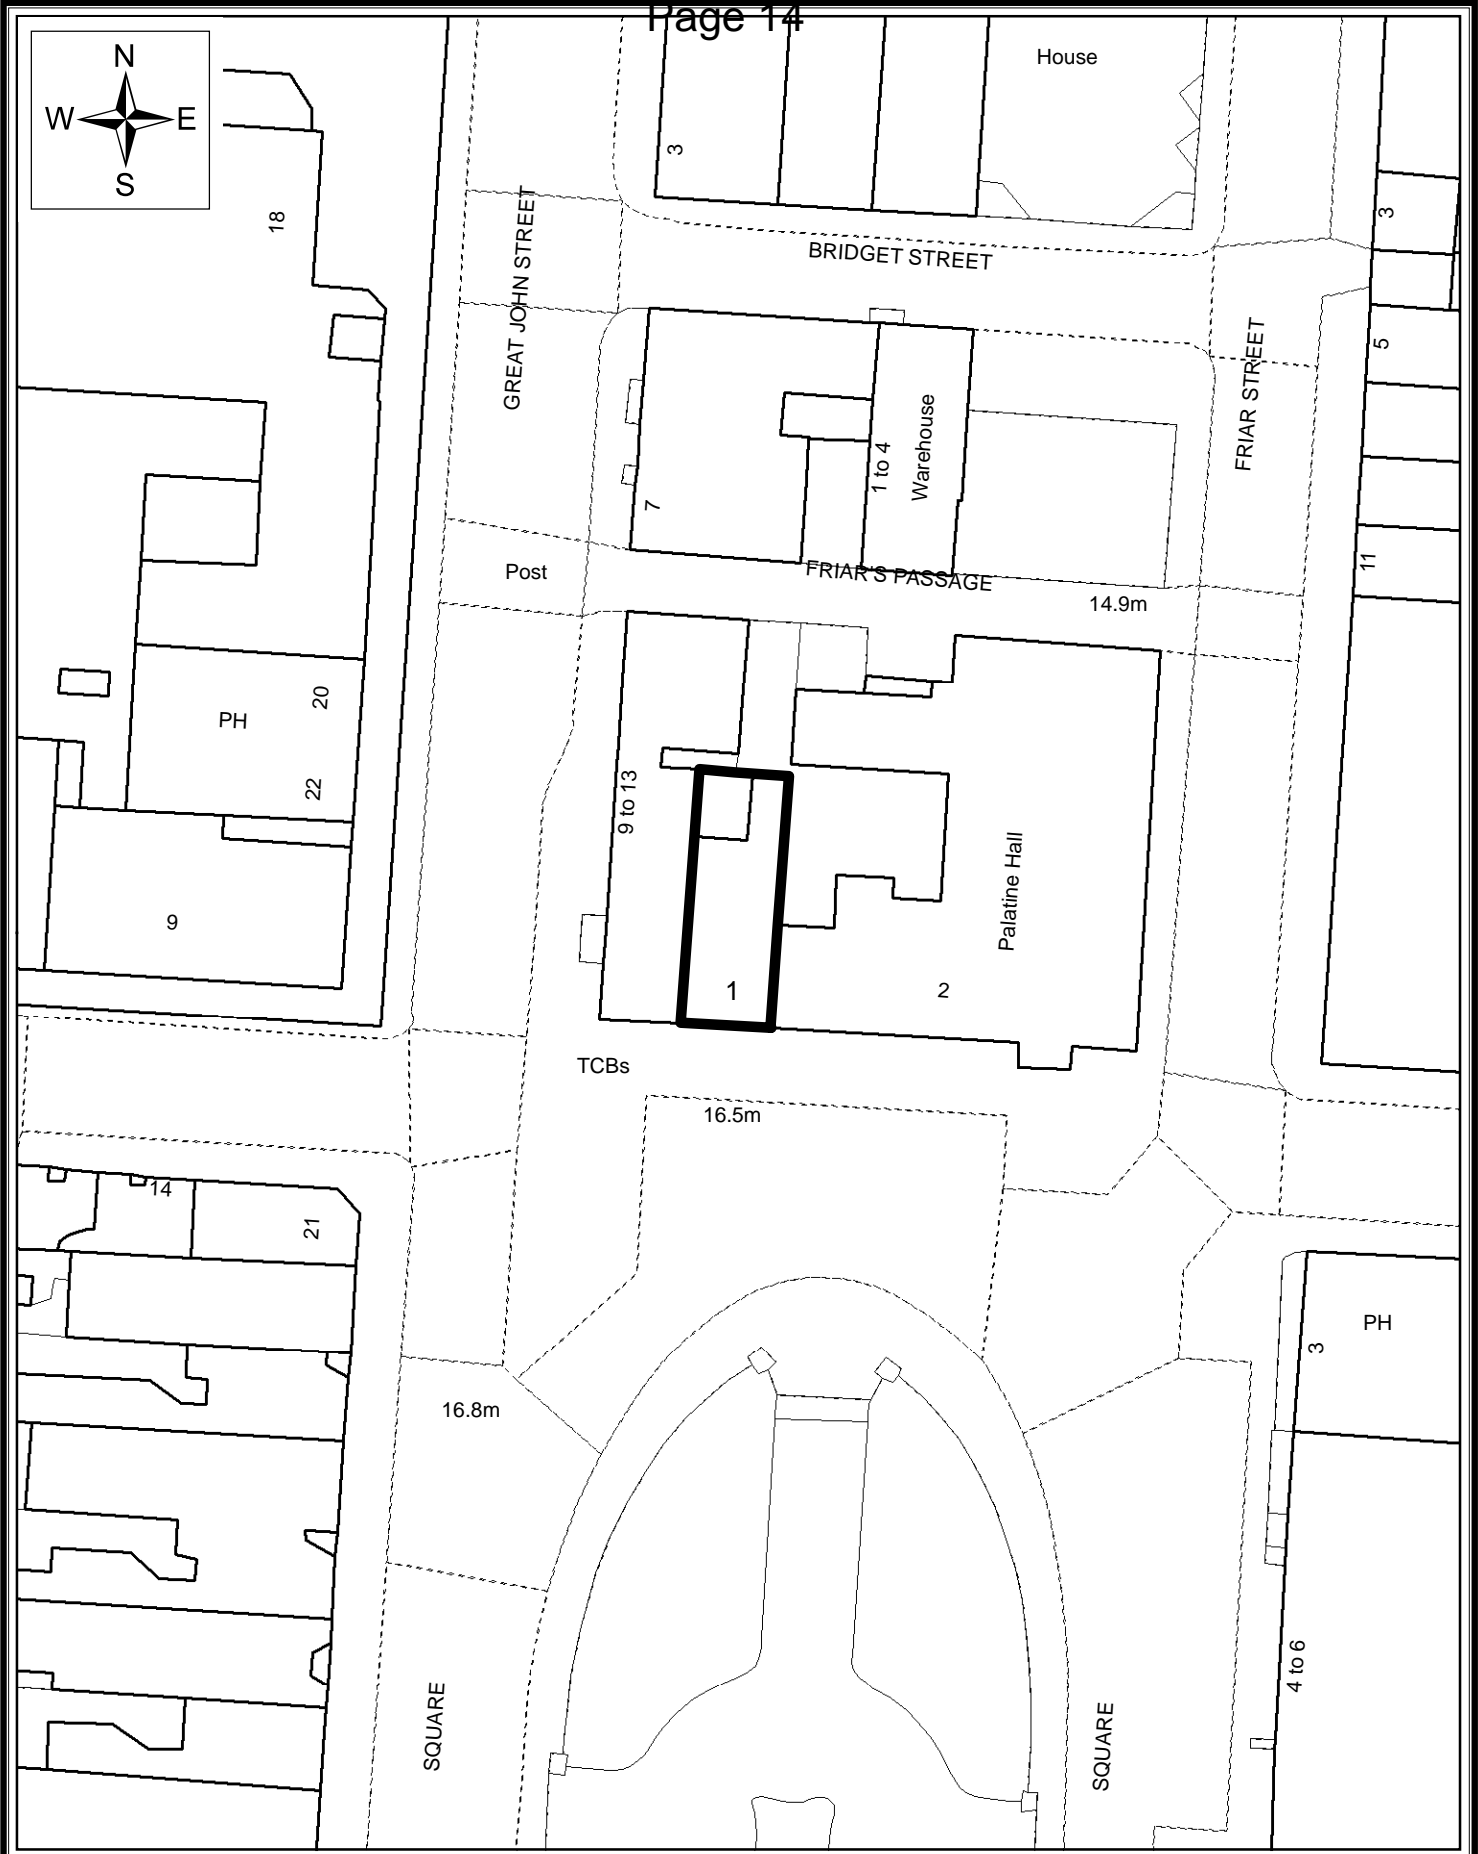 Page 14
N
W E
S
House
3
18
3
GREAT JOHN STREET
BRIDGET STREET
FRIAR STREET
5
7
1 to 4
Warehouse
11
Post
FRIAR'S PASSAGE
14.9m
20
PH
22
9 to 13
Palatine Hall
9
1
2
TCBs
16.5m
14
21
PH
3
16.8m
4 to 6
SQUARE
SQUARE